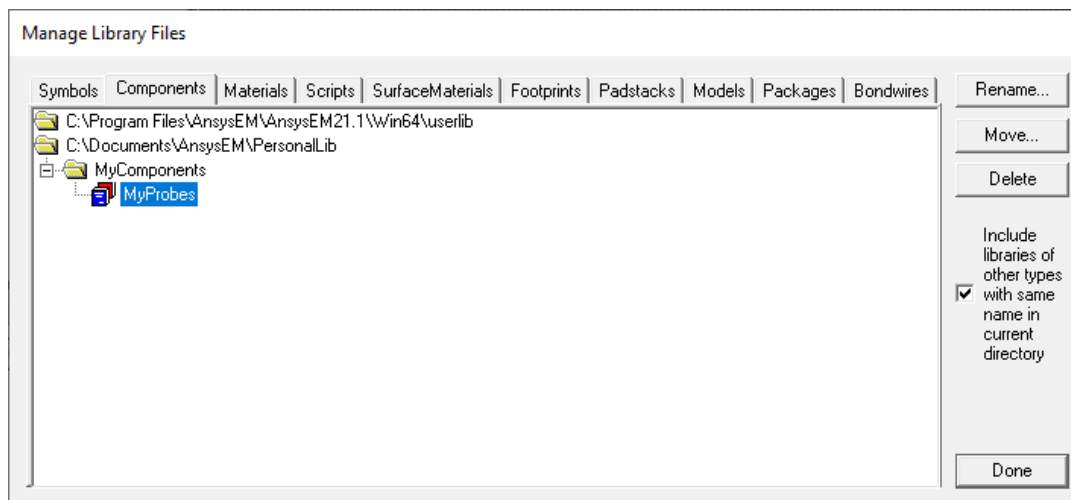 Manage Library Files
Symbols Components Materials Scripts SurfaceMaterials Footprints Padstacks Models Packages Bondwires
C:\Program Files\AnsysEM\AnsysEM21.1\Win64\userlib
C:\Documents\AnsysEM\PersonalLib
MyComponents
MyProbes
Rename...
Move...
Delete
Include
libraries of
other types
with same
name in
current
directory
Done